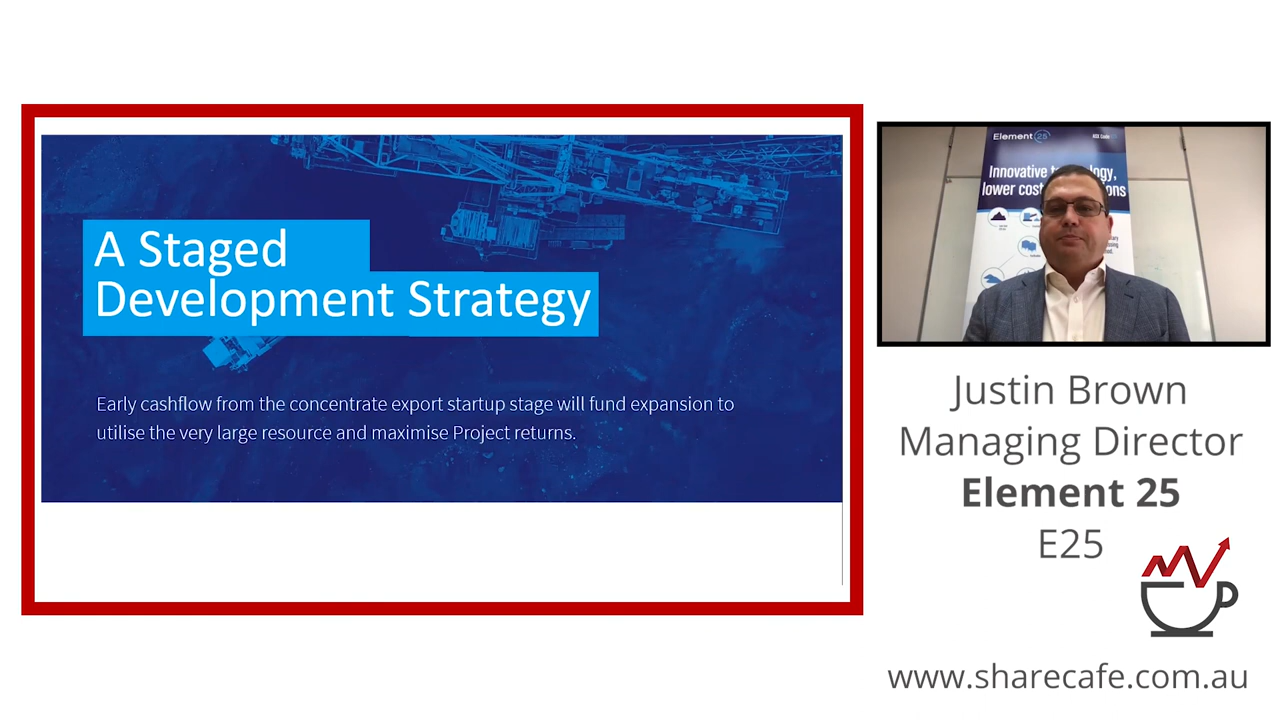 A Staged
Development Strategy
Early cashflow from the concentrate export startup stage will fund expansion to
utilise the very large resource and maximise Project returns.
Element 25
ASX Code
Innovative
lower
Justin Brown
Managing Director
Element 25
E25
www.sharecafe.com.au